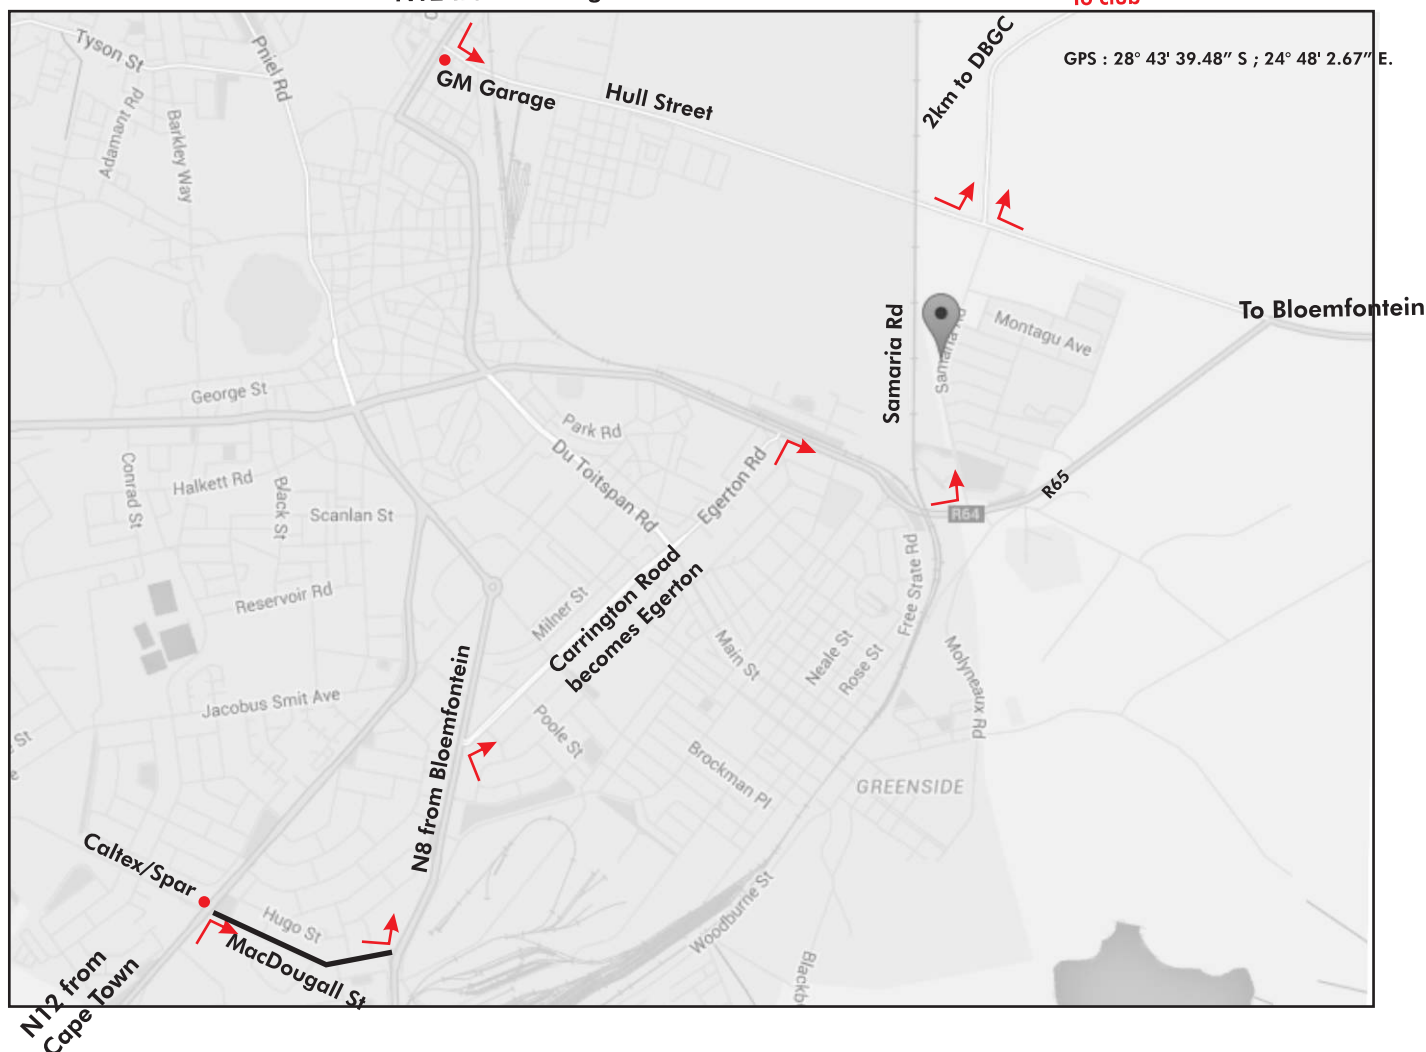 To club
GPS : 28° 43' 39.48" S ; 24° 48' 2.67" E.
Tyson St
Pniel Rd
Adamant Rd
Barkley Way
GM Garage
Hull Street
2km to DBGC
To Bloemfontein
Samaria Rd
Samaria Rd
Montagu Ave
George St
Park Rd
Du Toitspan Rd
Egerton Rd
R65
R64
Conrad St
Halkett Rd
Black St
Scanlan St
Reservoir Rd
Milner St
Carrington Road
becomes Egerton
Free State Rd
Main St
Neale St
Rose St
Molyneaux Rd
Jacobus Smit Ave
N8 from Bloemfontein
Poole St
Brockman Pl
GREENSIDE
Caltex/Spar
Hugo St
MacDougall St
Woodburne St
N12 from
Cape Town